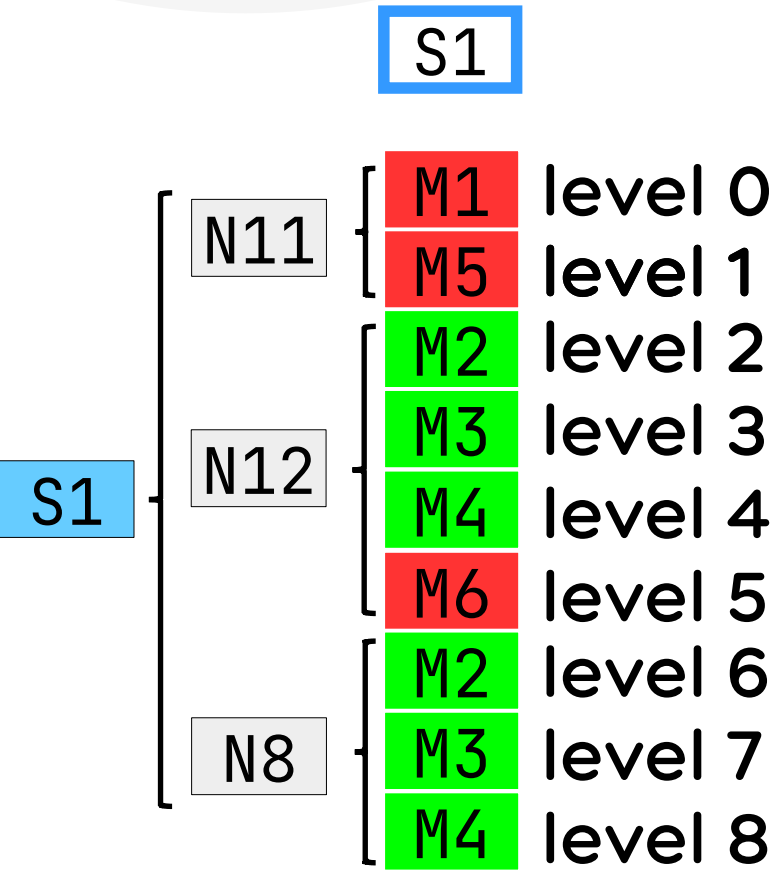 S1
M1 level 0
N11
M5 level 1
M2 level 2
M3 level 3
N12
S1
M4 level 4
M6 level 5
M2 level 6
N8
M3 level 7
M4 level 8